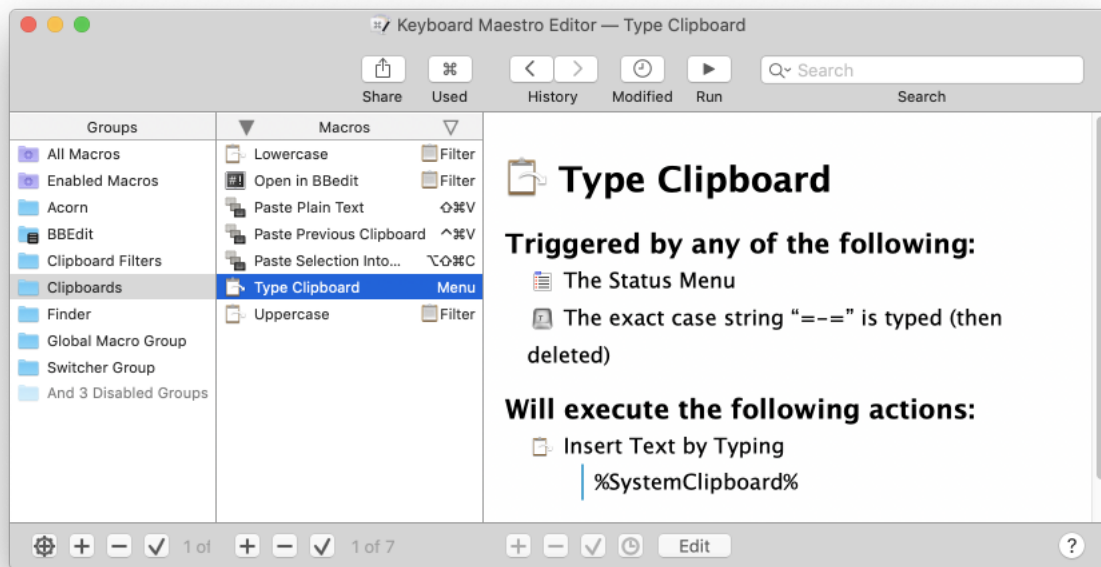 Keyboard Maestro Editor — Type Clipboard
Share Used History Modified Run Search
Search
Groups
All Macros
Enabled Macros
Acorn
BBEdit
Clipboard Filters
Clipboards
Finder
Global Macro Group
Switcher Group
And 3 Disabled Groups
Macros
Lowercase Filter
Open in BBedit Filter
Paste Plain Text ⇧⌘V
Paste Previous Clipboard ^⌘V
Paste Selection Into... ⌥⇧⌘C
Type Clipboard Menu
Uppercase Filter
Type Clipboard
Triggered by any of the following:
The Status Menu
The exact case string “=-=” is typed (then
deleted)
Will execute the following actions:
Insert Text by Typing
%SystemClipboard%
1 of
1 of 7
Edit
?